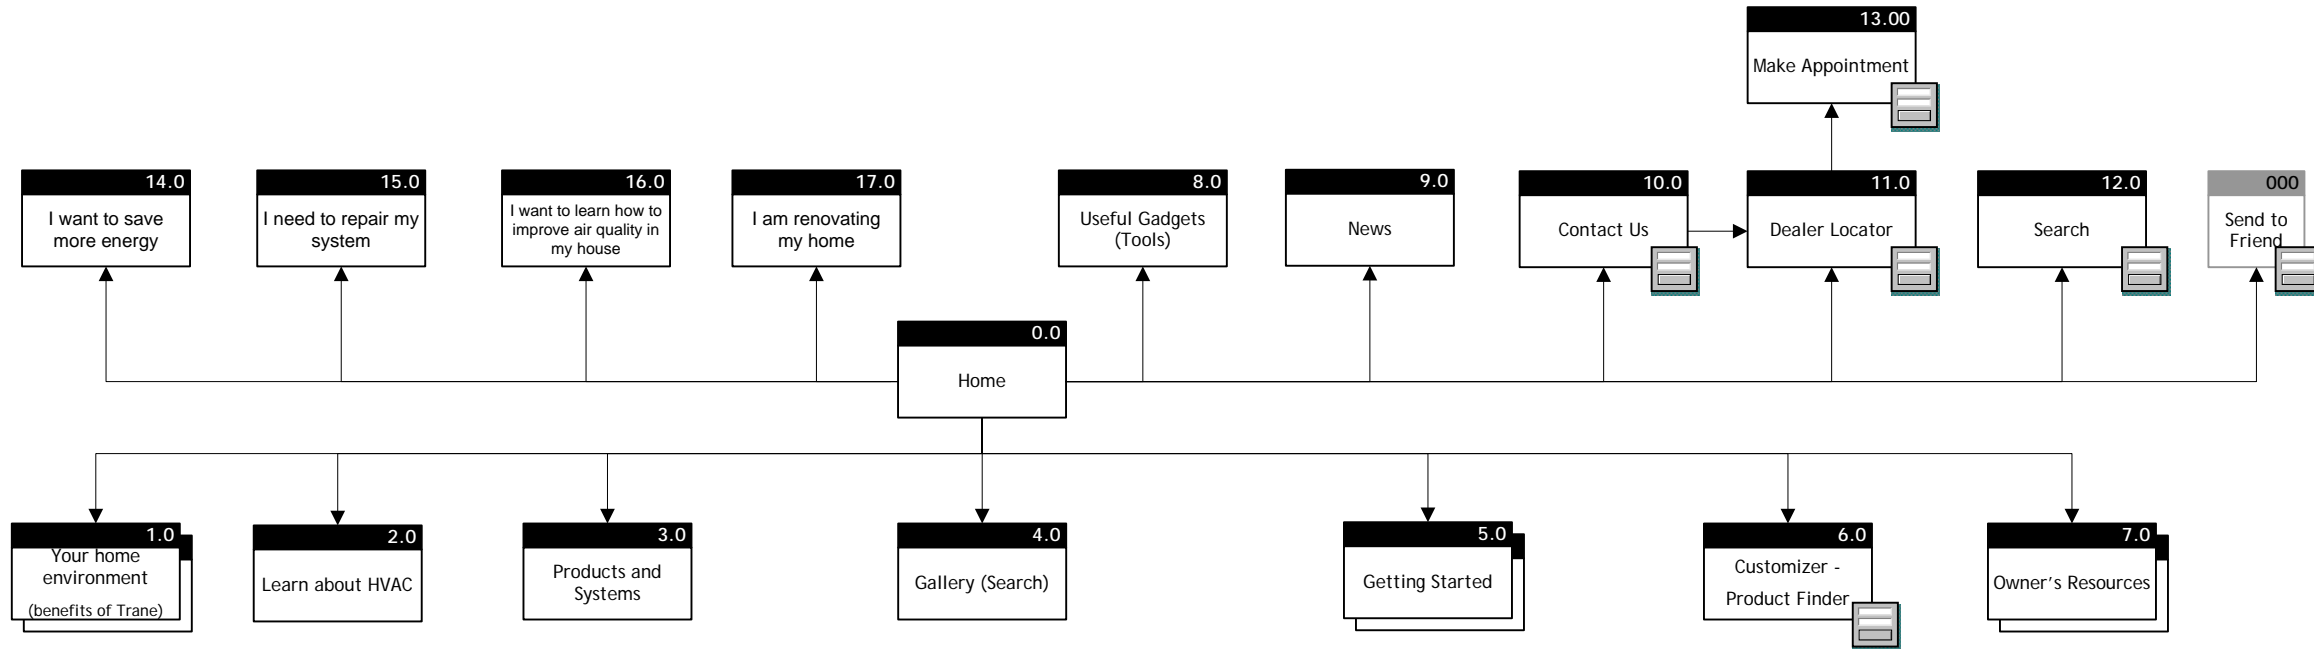 13.00
Make Appointment
14.0
I want to save
more energy
15.0
I need to repair my
system
16.0
I want to learn how to
improve air quality in
my house
17.0
I am renovating
my home
8.0
Useful Gadgets
(Tools)
9.0
News
10.0
Contact Us
11.0
Dealer Locator
12.0
Search
000
Send to
Friend
0.0
Home
1.0
Your home
environment
(benefits of Trane)
2.0
Learn about HVAC
3.0
Products and
Systems
4.0
Gallery (Search)
5.0
Getting Started
6.0
Customizer -
Product Finder
7.0
Owner's Resources